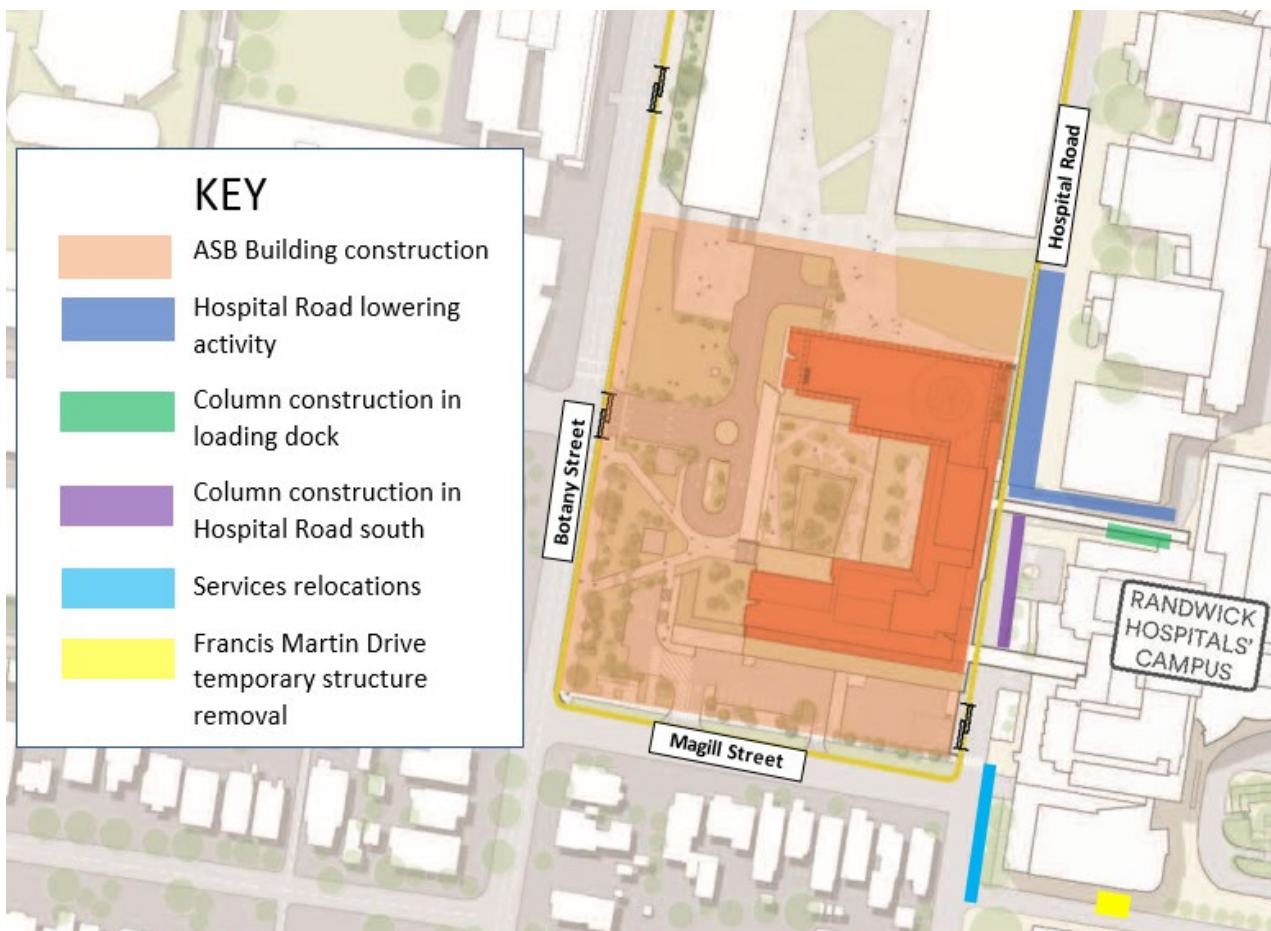 KEY
ASB Building construction
Hospital Road lowering
activity
Column construction in
loading dock
Column construction in
Hospital Road south
Services relocations
Francis Martin Drive
temporary structure
removal
Hospital Road
Botany Street
Magill Street
RANDWICK
HOSPITALS'
CAMPUS